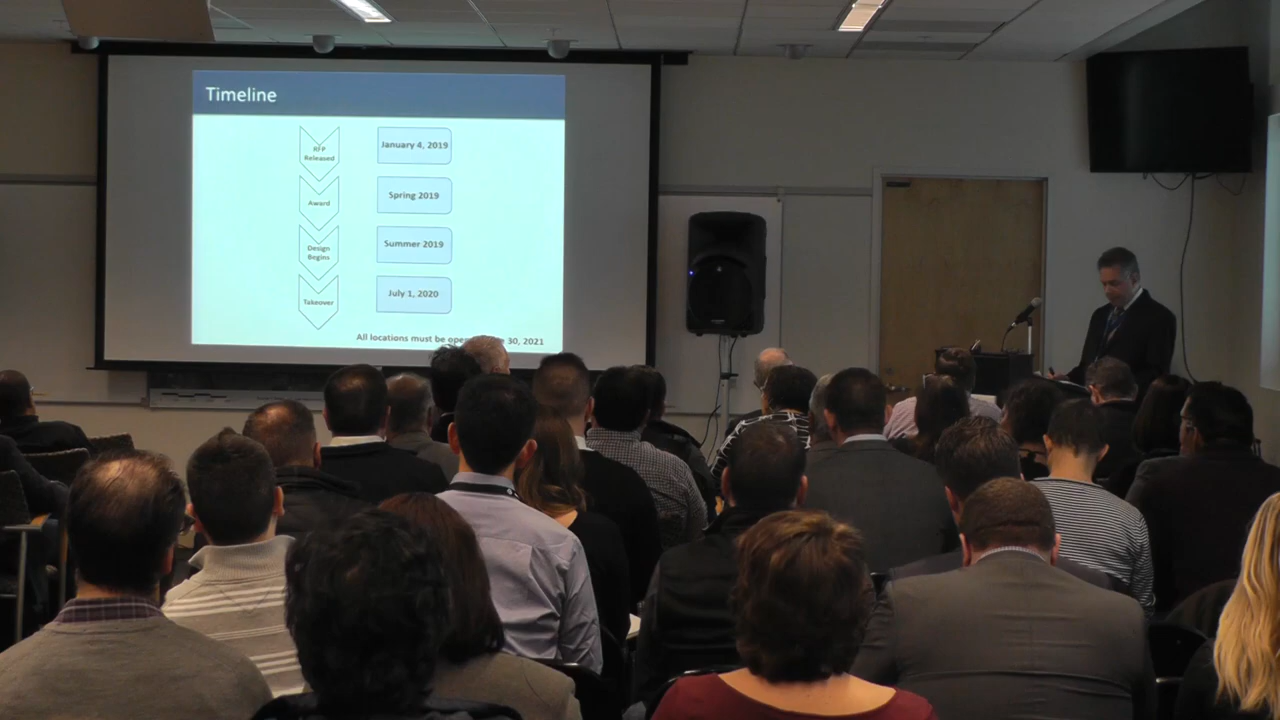 Timeline
RFP
Released
January 4, 2019
Award
Spring 2019
Design
Begins
Summer 2019
Takeover
July 1, 2020
All locations must be 30, 2021